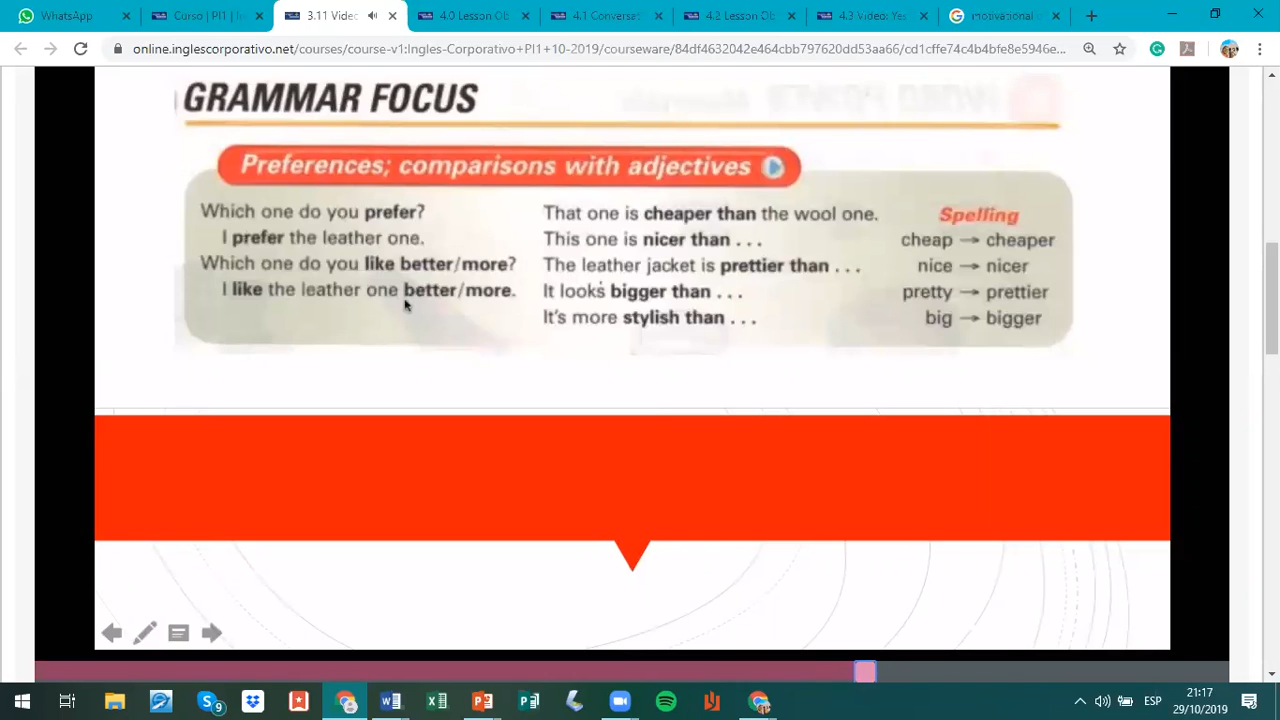 WhatsApp
Curso | PI1 | In
3.11 Video
4.0 Lesson Ob
4.1 Conversat
4.2 Lesson Ob
4.3 Video: Yes
motivational
online.inglescorporativo.net/courses/course-v1:Ingles-Corporativo+PI1+10-2019/courseware/84df4632042e464cbb797620dd53aa66/cd1cffe74c4b4bfe8e5946e...
GRAMMAR FOCUS
Preferences; comparisons with adjectives
Which one do you prefer?
I prefer the leather one.
Which one do you like better/more?
I like the leather one better/more.
That one is cheaper than the wool one.
This one is nicer than . . .
The leather jacket is prettier than . . .
It looks bigger than . . .
It's more stylish than . . .
Spelling
cheap → cheaper
nice → nicer
pretty → prettier
big → bigger
9
ESP
21:17
29/10/2019